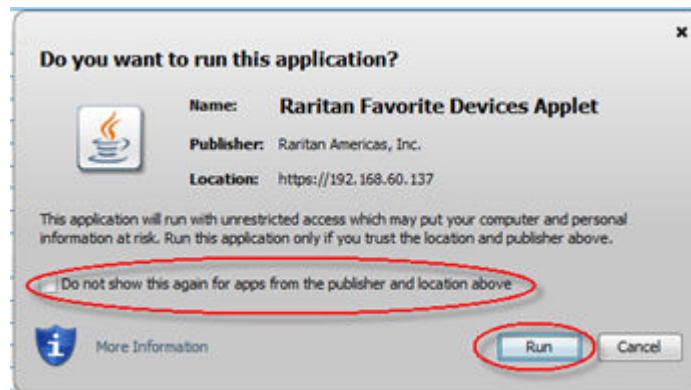 Do you want to run this application?
Name: Raritan Favorite Devices Applet
Publisher: Raritan Americas, Inc.
Location: https://192.168.60.137
This application will run with unrestricted access which may put your computer and personal
information at risk. Run this application only if you trust the location and publisher above.
Do not show this again for apps from the publisher and location above
More Information
Run
Cancel